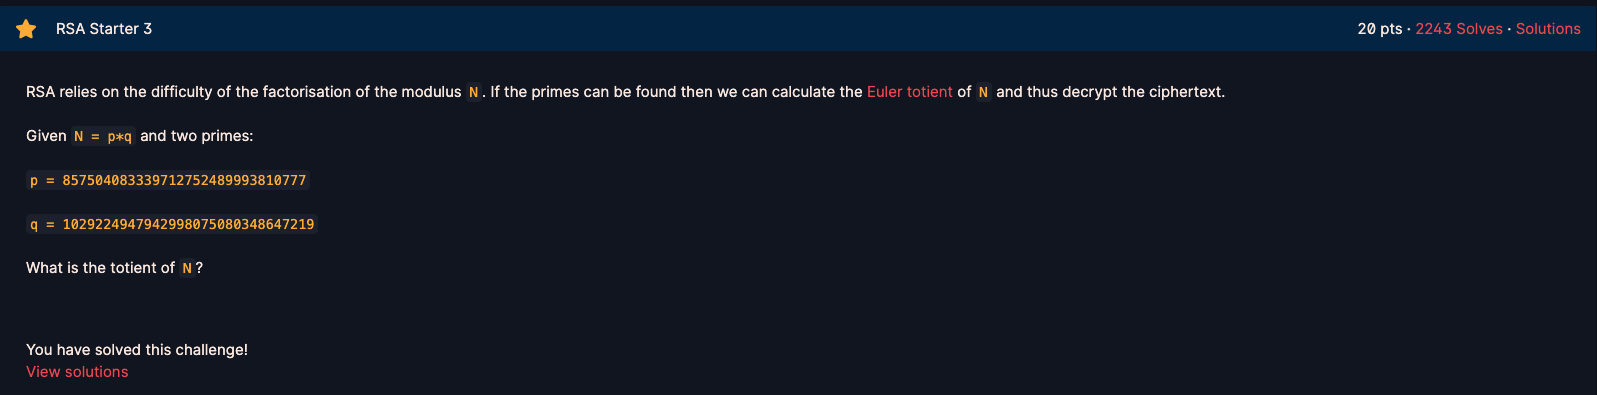 RSA Starter 3
20 pts · 2243 Solves · Solutions
RSA relies on the difficulty of the factorisation of the modulus N. If the primes can be found then we can calculate the Euler totient of N and thus decrypt the ciphertext.
Given N = p*q and two primes:
p = 857504083339712752489993810777
q = 1029224947942998075080348647219
What is the totient of N?
You have solved this challenge!
View solutions